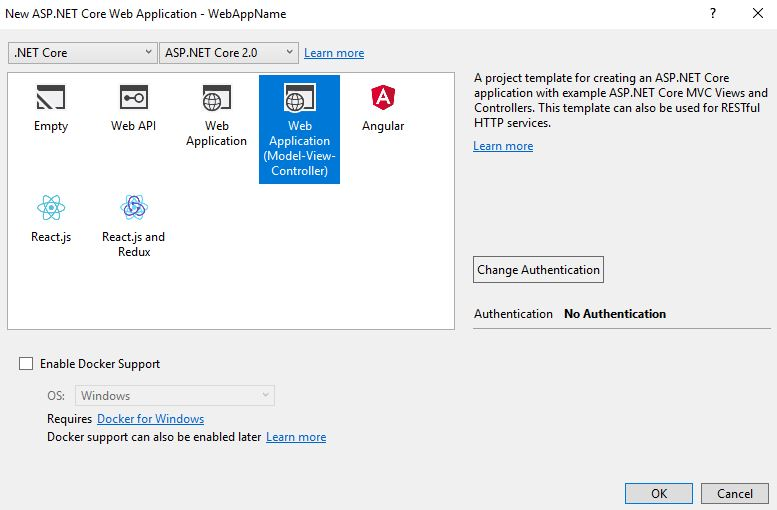 New ASP.NET Core Web Application - WebAppName
? ×
.NET Core ASP.NET Core 2.0 Learn more
Empty
Web API
Web
Application
Web
Application
(Model-View-
Controller)
Angular
React.js
React.js and
Redux
A project template for creating an ASP.NET Core
application with example ASP.NET Core MVC Views and
Controllers. This template can also be used for RESTful
HTTP services.
Learn more
Change Authentication
Authentication No Authentication
Enable Docker Support
OS: Windows
Requires Docker for Windows
Docker support can also be enabled later Learn more
OK Cancel